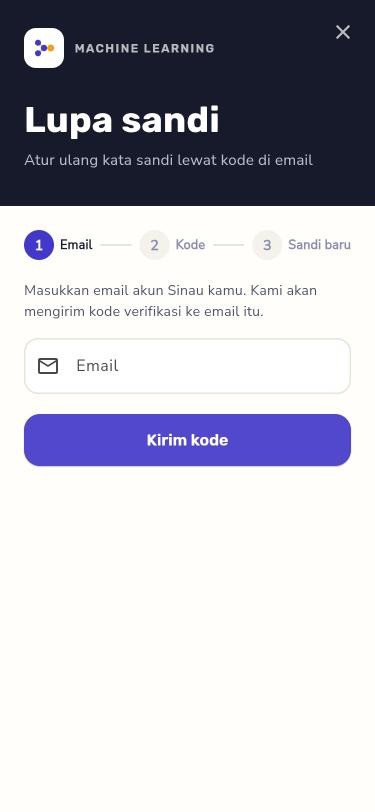 MACHINE LEARNING
Lupa sandi
Atur ulang kata sandi lewat kode di email
1 Email 2 Kode 3 Sandi baru
Masukkan email akun Sinau kamu. Kami akan
mengirim kode verifikasi ke email itu.
Email
Kirim kode